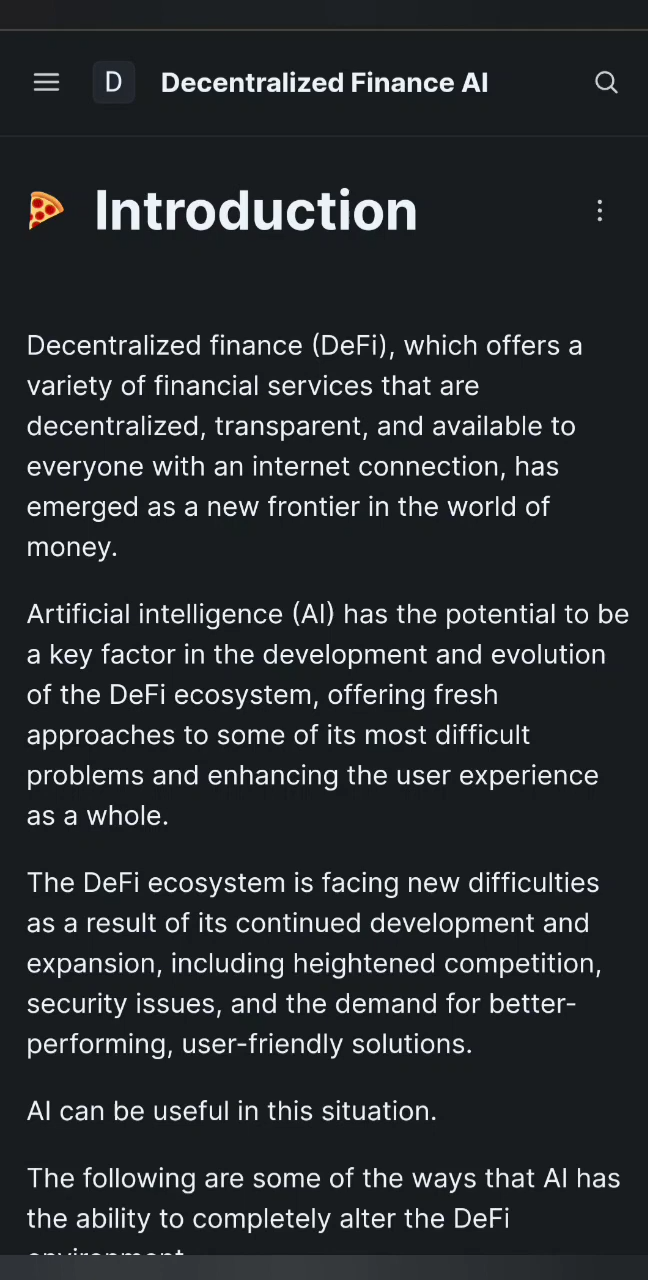 D Decentralized Finance AI
Introduction
Decentralized finance (DeFi), which offers a
variety of financial services that are
decentralized, transparent, and available to
everyone with an internet connection, has
emerged as a new frontier in the world of
money.
Artificial intelligence (AI) has the potential to be
a key factor in the development and evolution
of the DeFi ecosystem, offering fresh
approaches to some of its most difficult
problems and enhancing the user experience
as a whole.
The DeFi ecosystem is facing new difficulties
as a result of its continued development and
expansion, including heightened competition,
security issues, and the demand for better-
performing, user-friendly solutions.
AI can be useful in this situation.
The following are some of the ways that AI has
the ability to completely alter the DeFi
environment